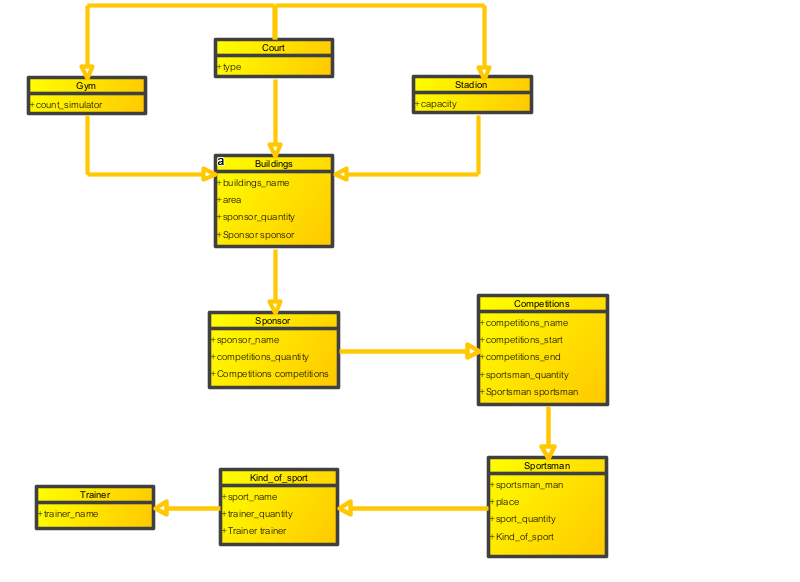 Court
+type
Gym
+count_simulator
Stadion
+capacity
a
Buildings
+buildings_name
+area
+sponsor_quantity
+Sponsor sponsor
Sponsor
+sponsor_name
+competitions_quantity
+Competitions competitions
Competitions
+competitions_name
+competitions_start
+competitions_end
+sportsman_quantity
+Sportsman sportsman
Sportsman
+sportsman_man
+place
+sport_quantity
+Kind_of_sport
Kind_of_sport
+sport_name
+trainer_quantity
+Trainer trainer
Trainer
+trainer_name